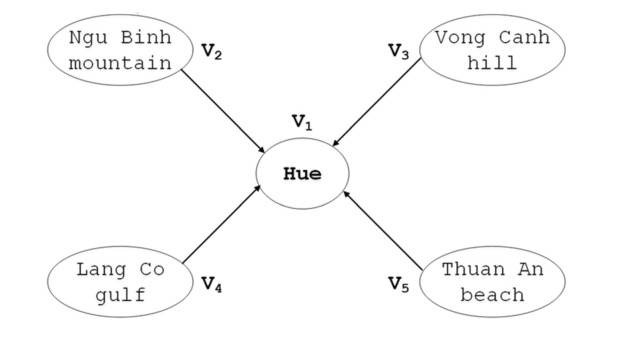 Ngu Binh
mountain
V₂
V₃
Vong Canh
hill
V₁
Hue
Lang Co
gulf
V₄
V₅
Thuan An
beach